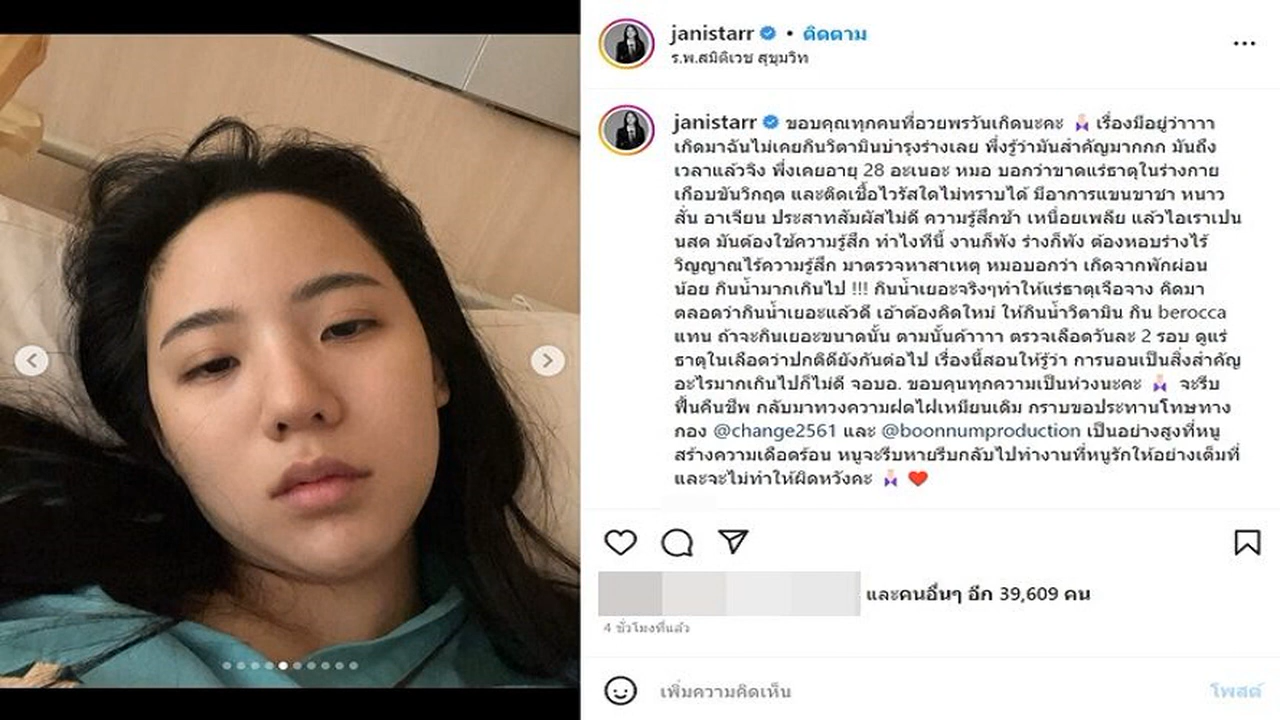 janistarr • ติดตาม
ร.พ.สมิติเวช สุขุมวิท
janistarr ขอบคุณทุกคนที่อวยพรวันเกิดนะคะ 🙏🏻 เรื่องมีอยู่ว่าาาา
เกิดมาฉันไม่เคยกินวิตามินบำรุงร่างเลย พึ่งรู้ว่ามันสำคัญมากกก มันถึง
เวลาแล้วจิง พึ่งเคยอายุ 28 อะเนอะ หมอ บอกว่าขาดแร่ธาตุในร่างกาย
เกือบขั้นวิกฤต และติดเชื้อไวรัสใดไม่ทราบได้ มีอาการแขนขาชา หนาว
สั่น อาเจียน ประสาทสัมผัสไม่ดี ความรู้สึกช้า เหนื่อยเพลีย แล้วไอเราเปน
นสด มันต้องใช้ความรู้สึก ทำไงทีนี้ งานก็พัง ร่างก็พัง ต้องหอบร่างไร้
วิญญาณไร้ความรู้สึก มาตรวจหาสาเหตุ หมอบอกว่า เกิดจากพักผ่อน
น้อย กินน้ำมากเกินไป !!! กินน้ำเยอะจริงๆทำให้แร่ธาตุเจือจาง คิดมา
ตลอดว่ากินน้ำเยอะแล้วดี เอ้าต้องคิดใหม่ ให้กินน้ำวิตามิน กิน berocca
แทน ถ้าจะกินเยอะขนาดนั้น ตามนั้นค้าาาา ตรวจเลือดวันละ 2 รอบ ดูแร่
ธาตุในเลือดว่าปกติดียังกันต่อไป เรื่องนี้สอนให้รู้ว่า การนอนเป็นสิ่งสำคัญ
อะไรมากเกินไปก็ไม่ดี จอบอ. ขอบคุนทุกความเป็นห่วงนะคะ 🙏🏻 จะรีบ
ฟื้นคืนชีพ กลับมาทวงความฝดไฝเหมียนเดิม กราบขอประทานโทษทาง
กอง @change2561 และ @boonnumproduction เป็นอย่างสูงที่หนู
สร้างความเดือดร้อน หนูจะรีบหายรีบกลับไปทำงานที่หนูรักให้อย่างเต็มที่
และจะไม่ทำให้ผิดหวังคะ 🙏🏻 ❤️
และคนอื่นๆ อีก 39,609 คน
4 ชั่วโมงที่แล้ว
เพิ่มความคิดเห็น
โพสต์